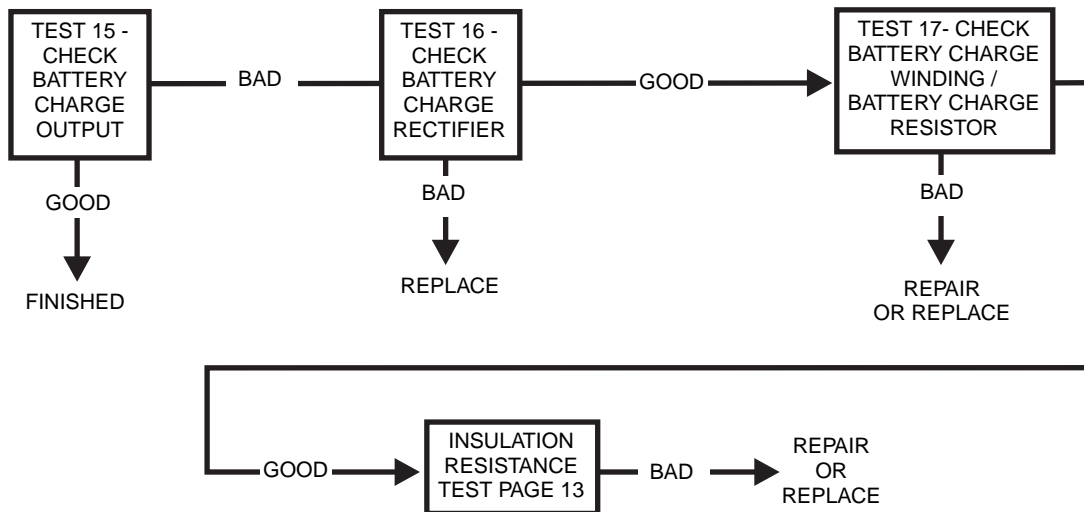 TEST 15 -
CHECK
BATTERY
CHARGE
OUTPUT
BAD
TEST 16 -
CHECK
BATTERY
CHARGE
RECTIFIER
GOOD
TEST 17- CHECK
BATTERY CHARGE
WINDING /
BATTERY CHARGE
RESISTOR
GOOD
FINISHED
BAD
REPLACE
BAD
REPAIR
OR REPLACE
GOOD
INSULATION
RESISTANCE
TEST PAGE 13
BAD
REPAIR
OR
REPLACE